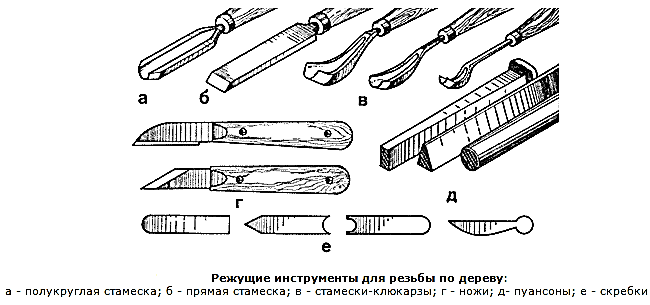 а
б
в
г
д
е
Режущие инструменты для резьбы по дереву:
а - полукруглая стамеска; б - прямая стамеска; в - стамески-клюкарзы; г - ножи; д- пуансоны; е - скребки